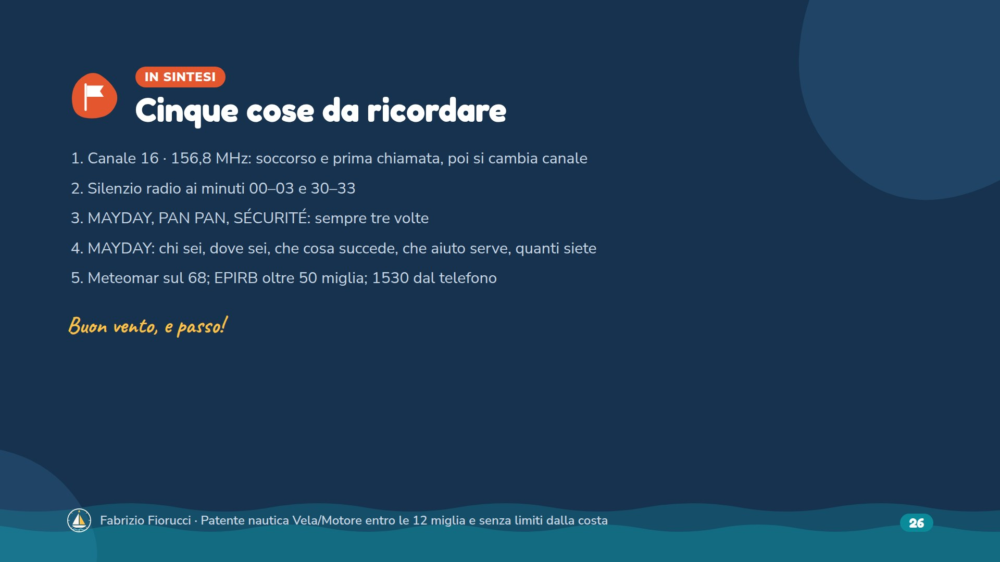 IN SINTESI
Cinque cose da ricordare
1. Canale 16 · 156,8 MHz: soccorso e prima chiamata, poi si cambia canale
2. Silenzio radio ai minuti 00–03 e 30–33
3. MAYDAY, PAN PAN, SÉCURITÉ: sempre tre volte
4. MAYDAY: chi sei, dove sei, che cosa succede, che aiuto serve, quanti siete
5. Meteomar sul 68; EPIRB oltre 50 miglia; 1530 dal telefono
Buon vento, e passo!
Fabrizio Fiorucci · Patente nautica Vela/Motore entro le 12 miglia e senza limiti dalla costa
26